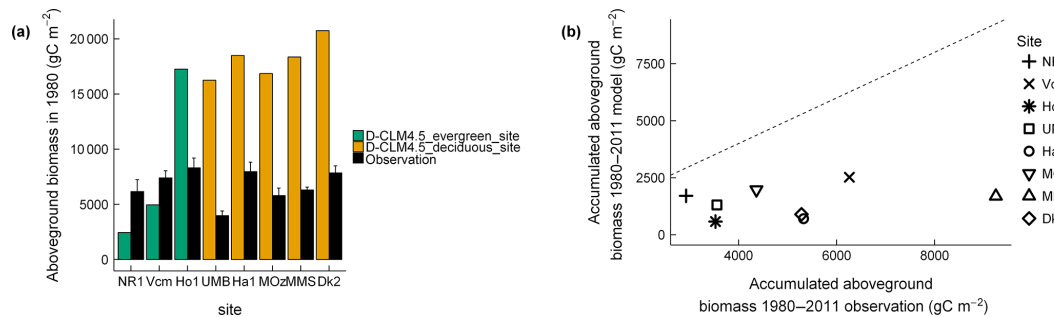 (a)
Aboveground biomass in 1980 (gC m−2)
20 000
15 000
10 000
5000
0
NR1 Vcm Ho1 UMB Ha1 MOz MMS Dk2
site
D-CLM4.5_evergreen_site
D-CLM4.5_deciduous_site
Observation
(b)
Accumulated aboveground
biomass 1980–2011 model (gC m−2)
7500
5000
2500
0
4000 6000 8000
Accumulated aboveground
biomass 1980–2011 observation (gC m−2)
Site